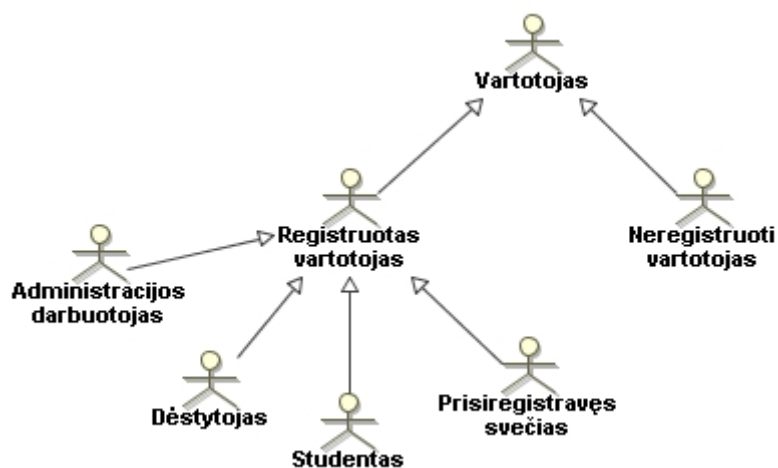 Vartotojas
Registruotas
vartotojas
Neregistruoti
vartotojas
Administracijos
darbuotojas
Dėstytojas
Studentas
Prisiregistravęs
svečias